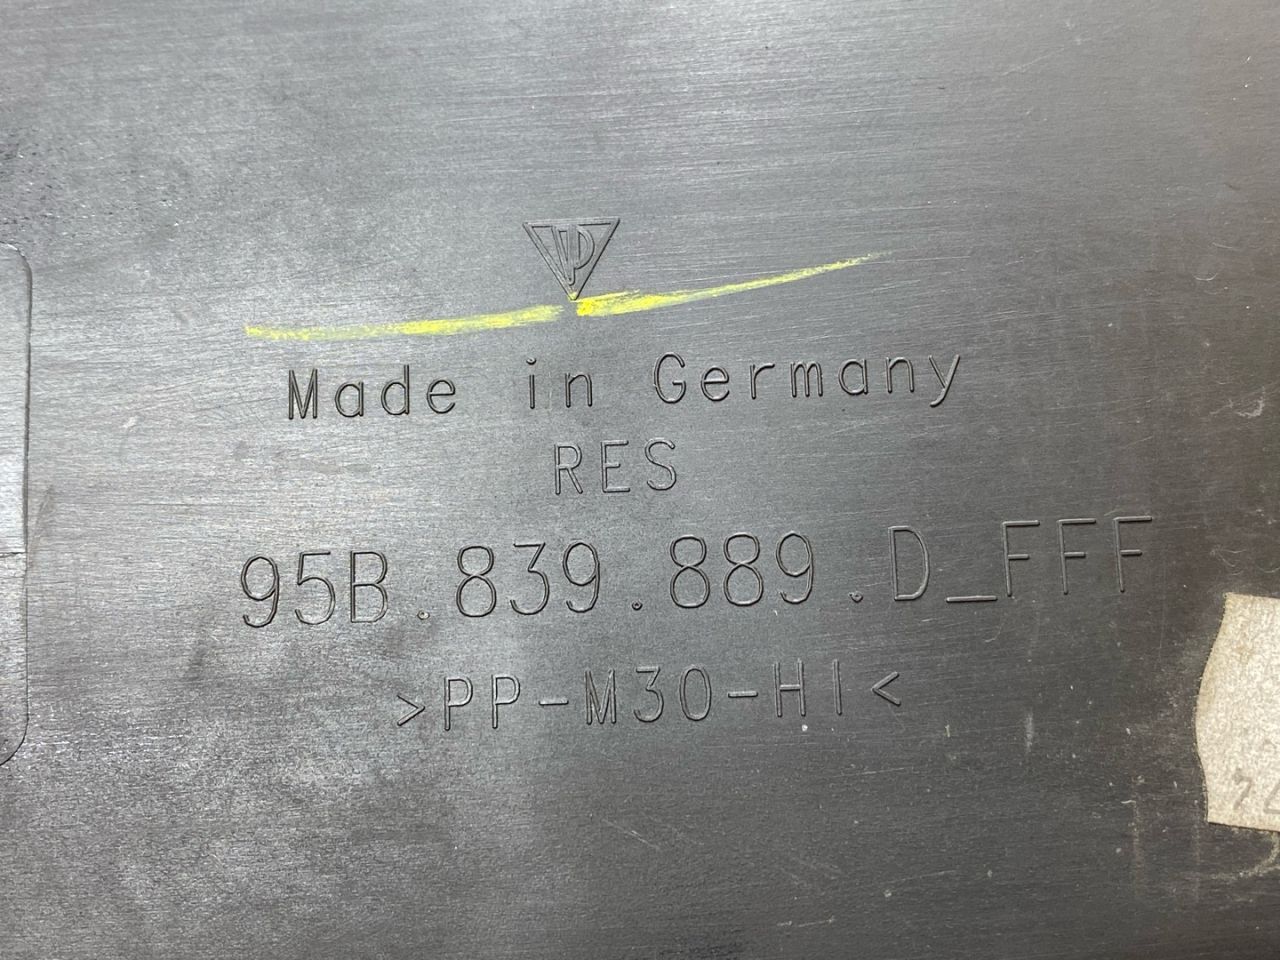 Made in Germany
RES
95B.839.889.D_FFF
>PP-M30-HI<